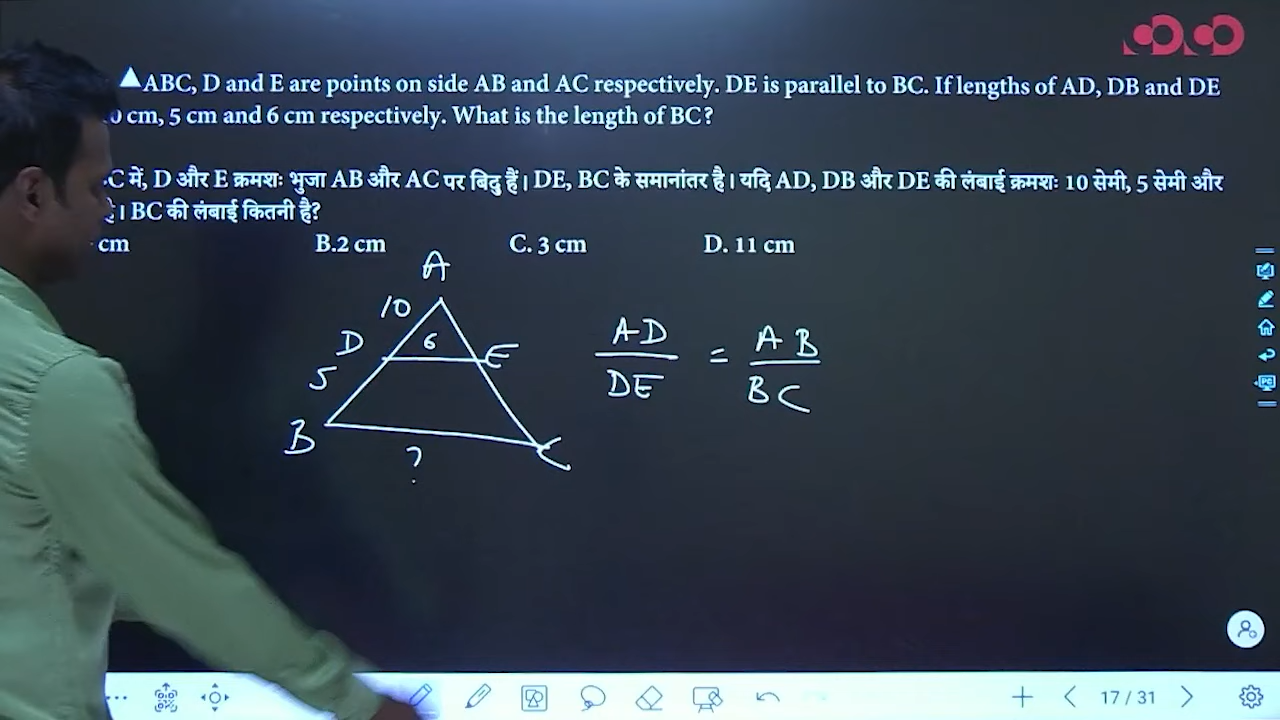 ▲ABC, D and E are points on side AB and AC respectively. DE is parallel to BC. If lengths of AD, DB and DE
0 cm, 5 cm and 6 cm respectively. What is the length of BC?
C में, D और E क्रमशः भुजा AB और AC पर बिंदु हैं। DE, BC के समानांतर है। यदि AD, DB और DE की लंबाई क्रमशः 10 सेमी, 5 सेमी और
है। BC की लंबाई कितनी है?
cm B.2 cm C. 3 cm D. 11 cm
A
10
D 6 E
5
B C
?
AD = AB
DE BC
PC
17 / 31